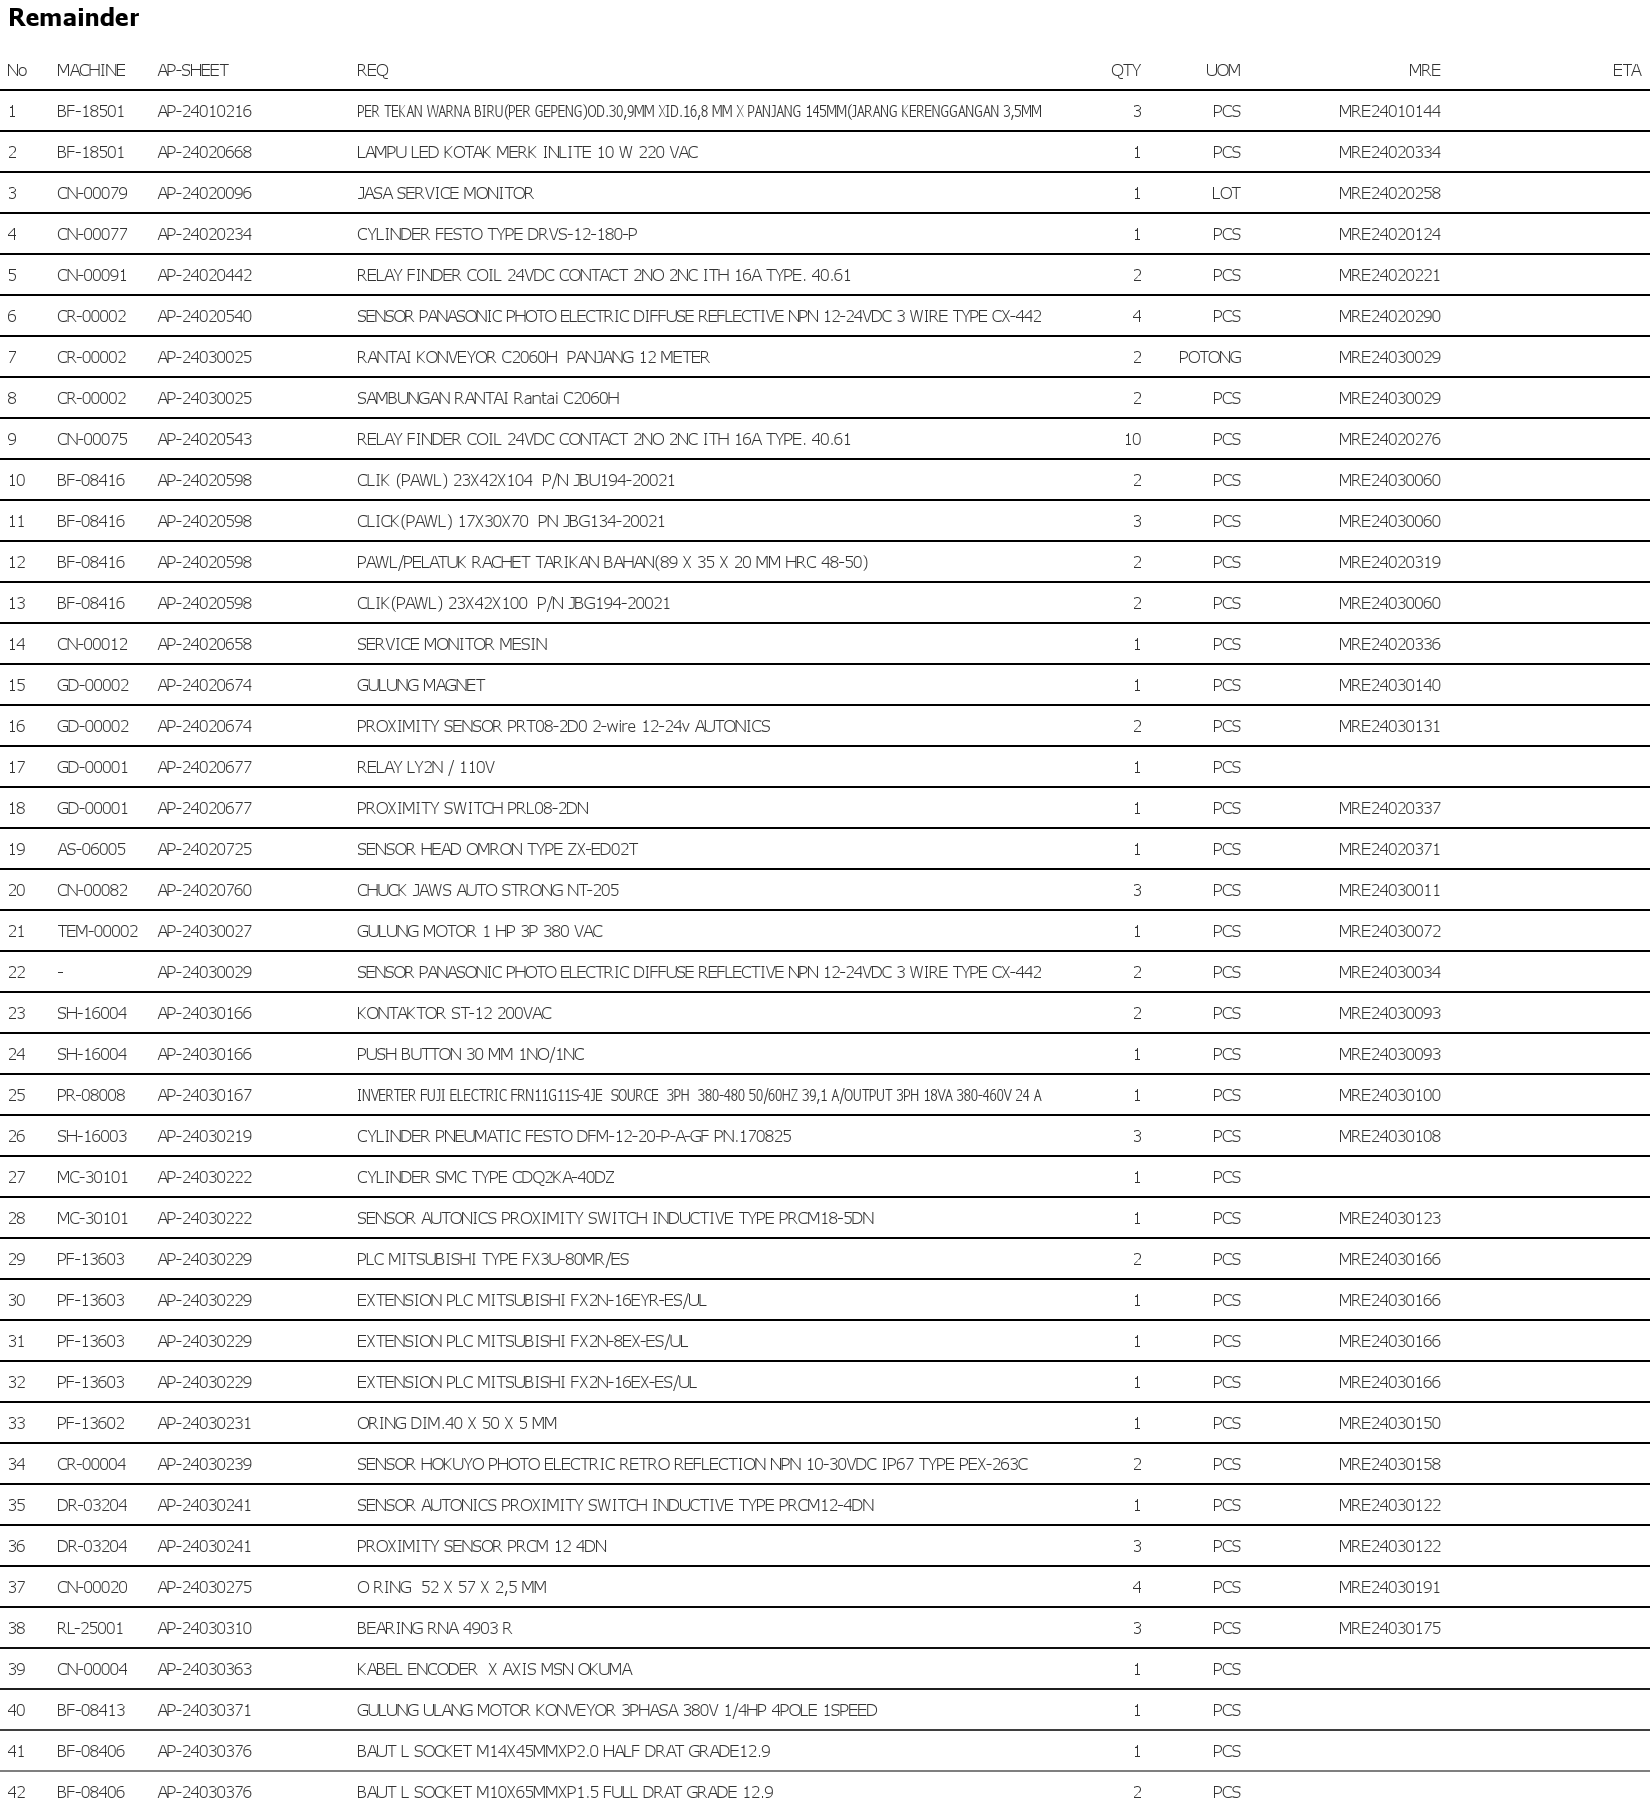 Remainder
No MACHINE AP-SHEET REQ QTY UOM MRE ETA
1 BF-18501 AP-24010216 PER TEKAN WARNA BIRU(PER GEPENG)OD.30,9MM XID.16,8 MM X PANJANG 145MM(JARANG KERENGGANGAN 3,5MM 3 PCS MRE24010144
2 BF-18501 AP-24020668 LAMPU LED KOTAK MERK INLITE 10 W 220 VAC 1 PCS MRE24020334
3 CN-00079 AP-24020096 JASA SERVICE MONITOR 1 LOT MRE24020258
4 CN-00077 AP-24020234 CYLINDER FESTO TYPE DRVS-12-180-P 1 PCS MRE24020124
5 CN-00091 AP-24020442 RELAY FINDER COIL 24VDC CONTACT 2NO 2NC ITH 16A TYPE. 40.61 2 PCS MRE24020221
6 CR-00002 AP-24020540 SENSOR PANASONIC PHOTO ELECTRIC DIFFUSE REFLECTIVE NPN 12-24VDC 3 WIRE TYPE CX-442 4 PCS MRE24020290
7 CR-00002 AP-24030025 RANTAI KONVEYOR C2060H  PANJANG 12 METER 2 POTONG MRE24030029
8 CR-00002 AP-24030025 SAMBUNGAN RANTAI Rantai C2060H 2 PCS MRE24030029
9 CN-00075 AP-24020543 RELAY FINDER COIL 24VDC CONTACT 2NO 2NC ITH 16A TYPE. 40.61 10 PCS MRE24020276
10 BF-08416 AP-24020598 CLIK (PAWL) 23X42X104  P/N JBU194-20021 2 PCS MRE24030060
11 BF-08416 AP-24020598 CLICK(PAWL) 17X30X70  PN JBG134-20021 3 PCS MRE24030060
12 BF-08416 AP-24020598 PAWL/PELATUK RACHET TARIKAN BAHAN(89 X 35 X 20 MM HRC 48-50) 2 PCS MRE24020319
13 BF-08416 AP-24020598 CLIK(PAWL) 23X42X100  P/N JBG194-20021 2 PCS MRE24030060
14 CN-00012 AP-24020658 SERVICE MONITOR MESIN 1 PCS MRE24020336
15 GD-00002 AP-24020674 GULUNG MAGNET 1 PCS MRE24030140
16 GD-00002 AP-24020674 PROXIMITY SENSOR PRT08-2D0 2-wire 12-24v AUTONICS 2 PCS MRE24030131
17 GD-00001 AP-24020677 RELAY LY2N / 110V 1 PCS
18 GD-00001 AP-24020677 PROXIMITY SWITCH PRL08-2DN 1 PCS MRE24020337
19 AS-06005 AP-24020725 SENSOR HEAD OMRON TYPE ZX-ED02T 1 PCS MRE24020371
20 CN-00082 AP-24020760 CHUCK JAWS AUTO STRONG NT-205 3 PCS MRE24030011
21 TEM-00002 AP-24030027 GULUNG MOTOR 1 HP 3P 380 VAC 1 PCS MRE24030072
22 - AP-24030029 SENSOR PANASONIC PHOTO ELECTRIC DIFFUSE REFLECTIVE NPN 12-24VDC 3 WIRE TYPE CX-442 2 PCS MRE24030034
23 SH-16004 AP-24030166 KONTAKTOR ST-12 200VAC 2 PCS MRE24030093
24 SH-16004 AP-24030166 PUSH BUTTON 30 MM 1NO/1NC 1 PCS MRE24030093
25 PR-08008 AP-24030167 INVERTER FUJI ELECTRIC FRN11G11S-4JE  SOURCE  3PH  380-480 50/60HZ 39,1 A/OUTPUT 3PH 18VA 380-460V 24 A 1 PCS MRE24030100
26 SH-16003 AP-24030219 CYLINDER PNEUMATIC FESTO DFM-12-20-P-A-GF PN.170825 3 PCS MRE24030108
27 MC-30101 AP-24030222 CYLINDER SMC TYPE CDQ2KA-40DZ 1 PCS
28 MC-30101 AP-24030222 SENSOR AUTONICS PROXIMITY SWITCH INDUCTIVE TYPE PRCM18-5DN 1 PCS MRE24030123
29 PF-13603 AP-24030229 PLC MITSUBISHI TYPE FX3U-80MR/ES 2 PCS MRE24030166
30 PF-13603 AP-24030229 EXTENSION PLC MITSUBISHI FX2N-16EYR-ES/UL 1 PCS MRE24030166
31 PF-13603 AP-24030229 EXTENSION PLC MITSUBISHI FX2N-8EX-ES/UL 1 PCS MRE24030166
32 PF-13603 AP-24030229 EXTENSION PLC MITSUBISHI FX2N-16EX-ES/UL 1 PCS MRE24030166
33 PF-13602 AP-24030231 ORING DIM.40 X 50 X 5 MM 1 PCS MRE24030150
34 CR-00004 AP-24030239 SENSOR HOKUYO PHOTO ELECTRIC RETRO REFLECTION NPN 10-30VDC IP67 TYPE PEX-263C 2 PCS MRE24030158
35 DR-03204 AP-24030241 SENSOR AUTONICS PROXIMITY SWITCH INDUCTIVE TYPE PRCM12-4DN 1 PCS MRE24030122
36 DR-03204 AP-24030241 PROXIMITY SENSOR PRCM 12 4DN 3 PCS MRE24030122
37 CN-00020 AP-24030275 O RING  52 X 57 X 2,5 MM 4 PCS MRE24030191
38 RL-25001 AP-24030310 BEARING RNA 4903 R 3 PCS MRE24030175
39 CN-00004 AP-24030363 KABEL ENCODER  X AXIS MSN OKUMA 1 PCS
40 BF-08413 AP-24030371 GULUNG ULANG MOTOR KONVEYOR 3PHASA 380V 1/4HP 4POLE 1SPEED 1 PCS
41 BF-08406 AP-24030376 BAUT L SOCKET M14X45MMXP2.0 HALF DRAT GRADE12.9 1 PCS
42 BF-08406 AP-24030376 BAUT L SOCKET M10X65MMXP1.5 FULL DRAT GRADE 12.9 2 PCS